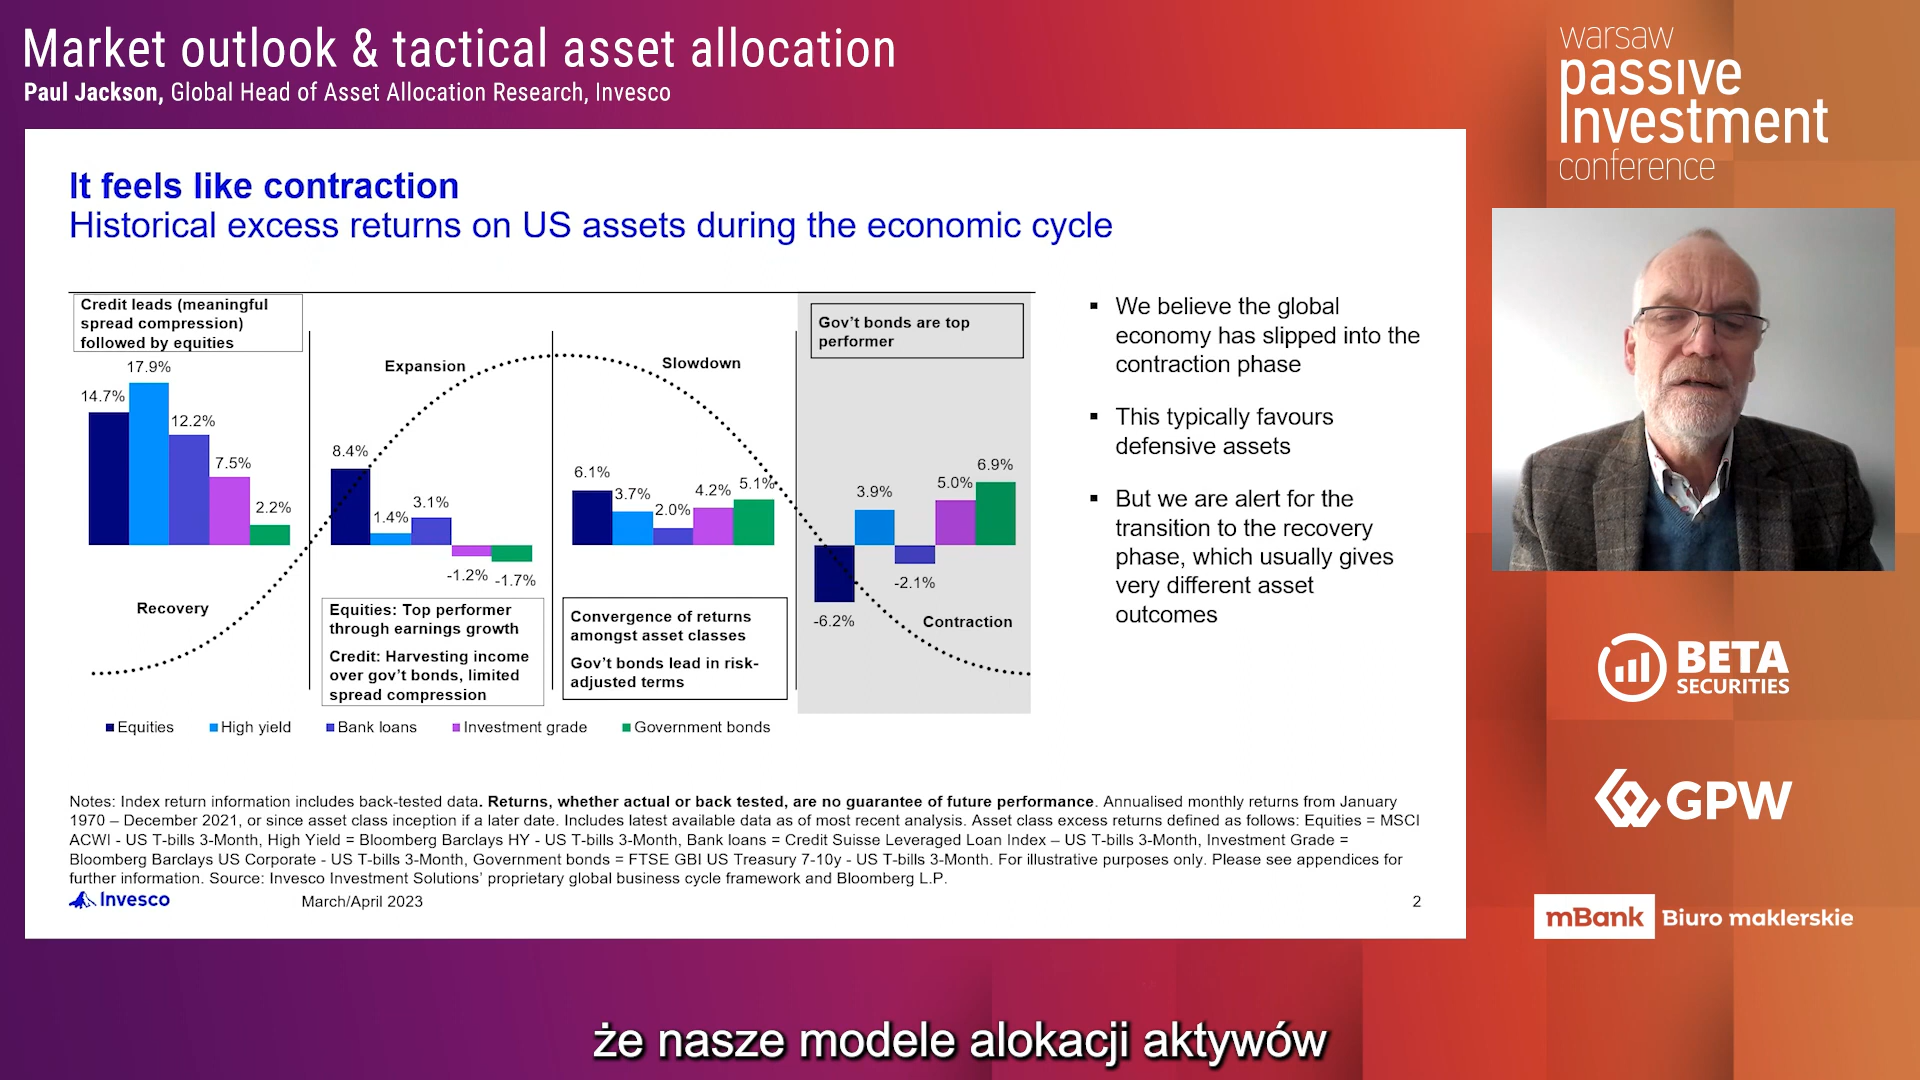 Market outlook & tactical asset allocation
Paul Jackson, Global Head of Asset Allocation Research, Invesco
warsaw
passive
Investment
conference
It feels like contraction
Historical excess returns on US assets during the economic cycle
Credit leads (meaningful
spread compression)
followed by equities
Gov't bonds are top
performer
Expansion
Slowdown
14.7%
17.9%
12.2%
7.5%
2.2%
8.4%
1.4%
3.1%
-1.2%
-1.7%
6.1%
3.7%
2.0%
4.2%
5.1%
-6.2%
3.9%
-2.1%
5.0%
6.9%
Recovery
Contraction
Equities: Top performer
through earnings growth
Credit: Harvesting income
over gov't bonds, limited
spread compression
Convergence of returns
amongst asset classes
Gov't bonds lead in risk-
adjusted terms
Equities
High yield
Bank loans
Investment grade
Government bonds
We believe the global
economy has slipped into the
contraction phase
This typically favours
defensive assets
But we are alert for the
transition to the recovery
phase, which usually gives
very different asset
outcomes
Notes: Index return information includes back-tested data. Returns, whether actual or back tested, are no guarantee of future performance. Annualised monthly returns from January
1970 – December 2021, or since asset class inception if a later date. Includes latest available data as of most recent analysis. Asset class excess returns defined as follows: Equities = MSCI
ACWI - US T-bills 3-Month, High Yield = Bloomberg Barclays HY - US T-bills 3-Month, Bank loans = Credit Suisse Leveraged Loan Index – US T-bills 3-Month, Investment Grade =
Bloomberg Barclays US Corporate - US T-bills 3-Month, Government bonds = FTSE GBI US Treasury 7-10y - US T-bills 3-Month. For illustrative purposes only. Please see appendices for
further information. Source: Invesco Investment Solutions' proprietary global business cycle framework and Bloomberg L.P.
Invesco
March/April 2023
2
BETA
SECURITIES
GPW
mBank Biuro maklerskie
że nasze modele alokacji aktywów